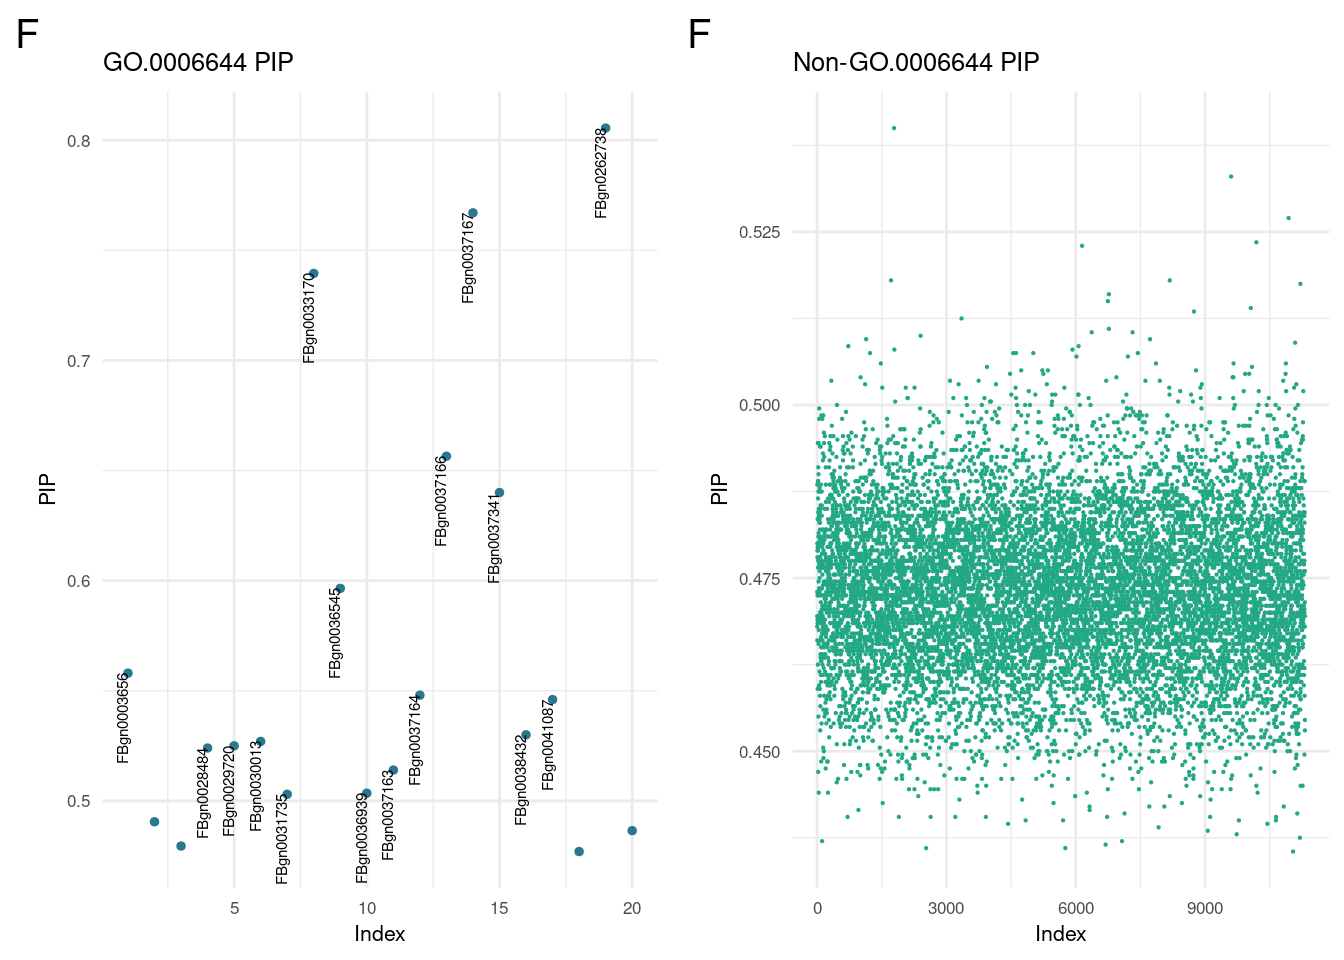 F
GO.0006644 PIP
PIP
0.8
0.7
0.6
0.5
FBgn0003656
FBgn0028484
FBgn0029720
FBgn0030013
FBgn0031735
FBgn0033170
FBgn0036545
FBgn0036939
FBgn0037163
FBgn0037164
FBgn0037166
FBgn0037167
FBgn0037341
FBgn0038432
FBgn0041087
FBgn0262738
5
10
15
20
Index
F
Non-GO.0006644 PIP
PIP
0.525
0.500
0.475
0.450
0
3000
6000
9000
Index